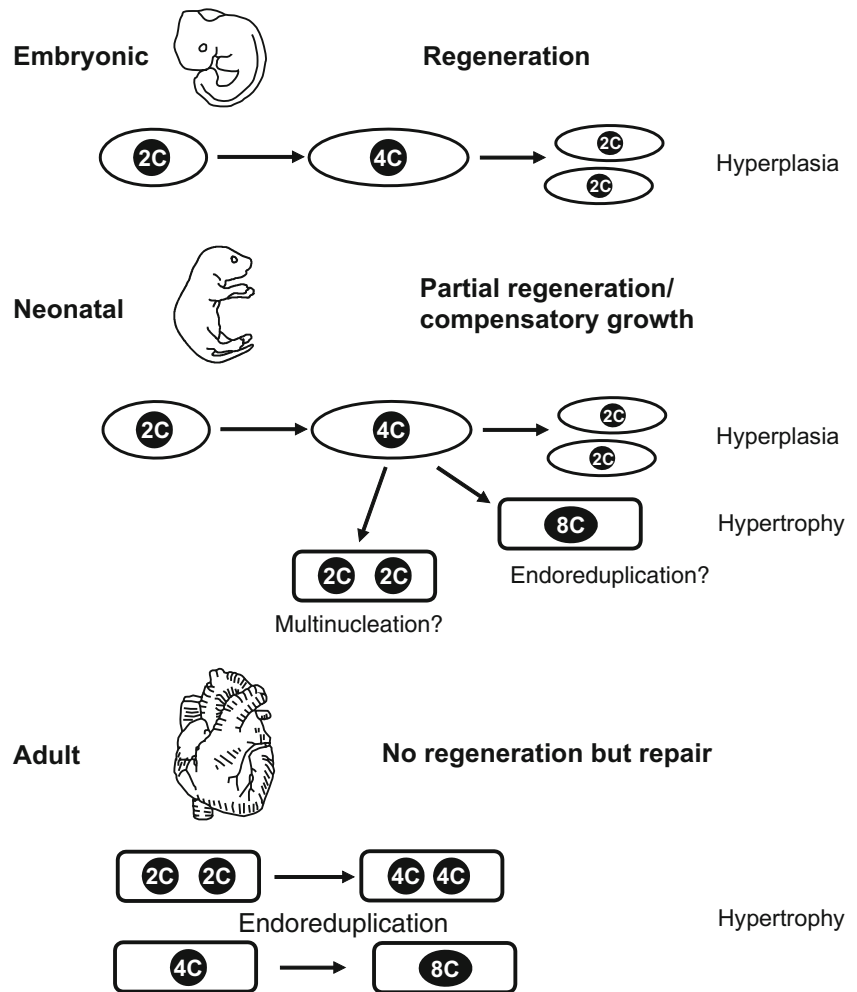 Embryonic
Regeneration
2C
4C
2C
2C
Hyperplasia
Neonatal
Partial regeneration/
compensatory growth
2C
4C
2C
2C
Hyperplasia
8C
Hypertrophy
2C 2C
Endoreduplication?
Multinucleation?
Adult
No regeneration but repair
2C 2C
4C 4C
Endoreduplication
Hypertrophy
4C
8C